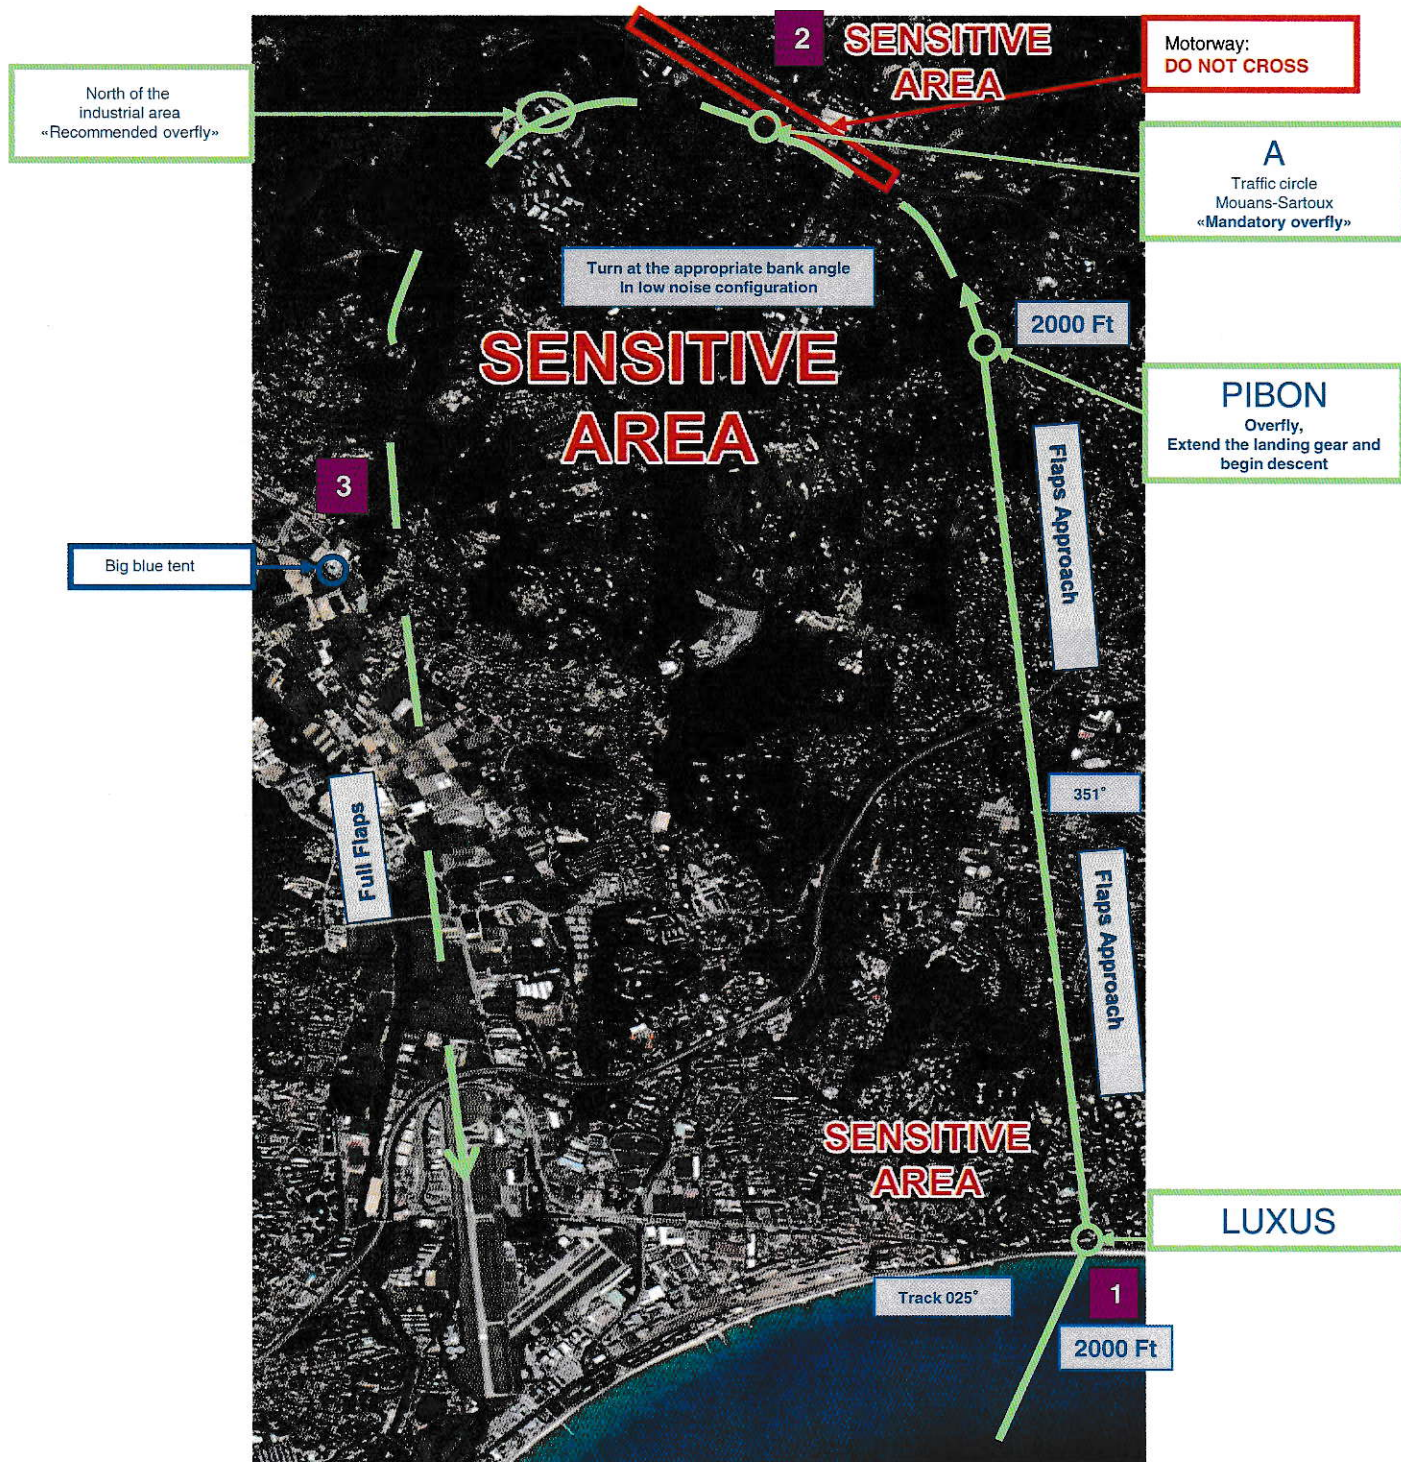 2
SENSITIVE
AREA
Motorway:
DO NOT CROSS
North of the
industrial area
«Recommended overfly»
A
Traffic circle
Mouans-Sartoux
«Mandatory overfly»
Turn at the appropriate bank angle
In low noise configuration
2000 Ft
SENSITIVE
AREA
PIBON
Overfly,
Extend the landing gear and
begin descent
Flaps Approach
3
Big blue tent
351°
Full Flaps
Flaps Approach
SENSITIVE
AREA
LUXUS
Track 025°
1
2000 Ft